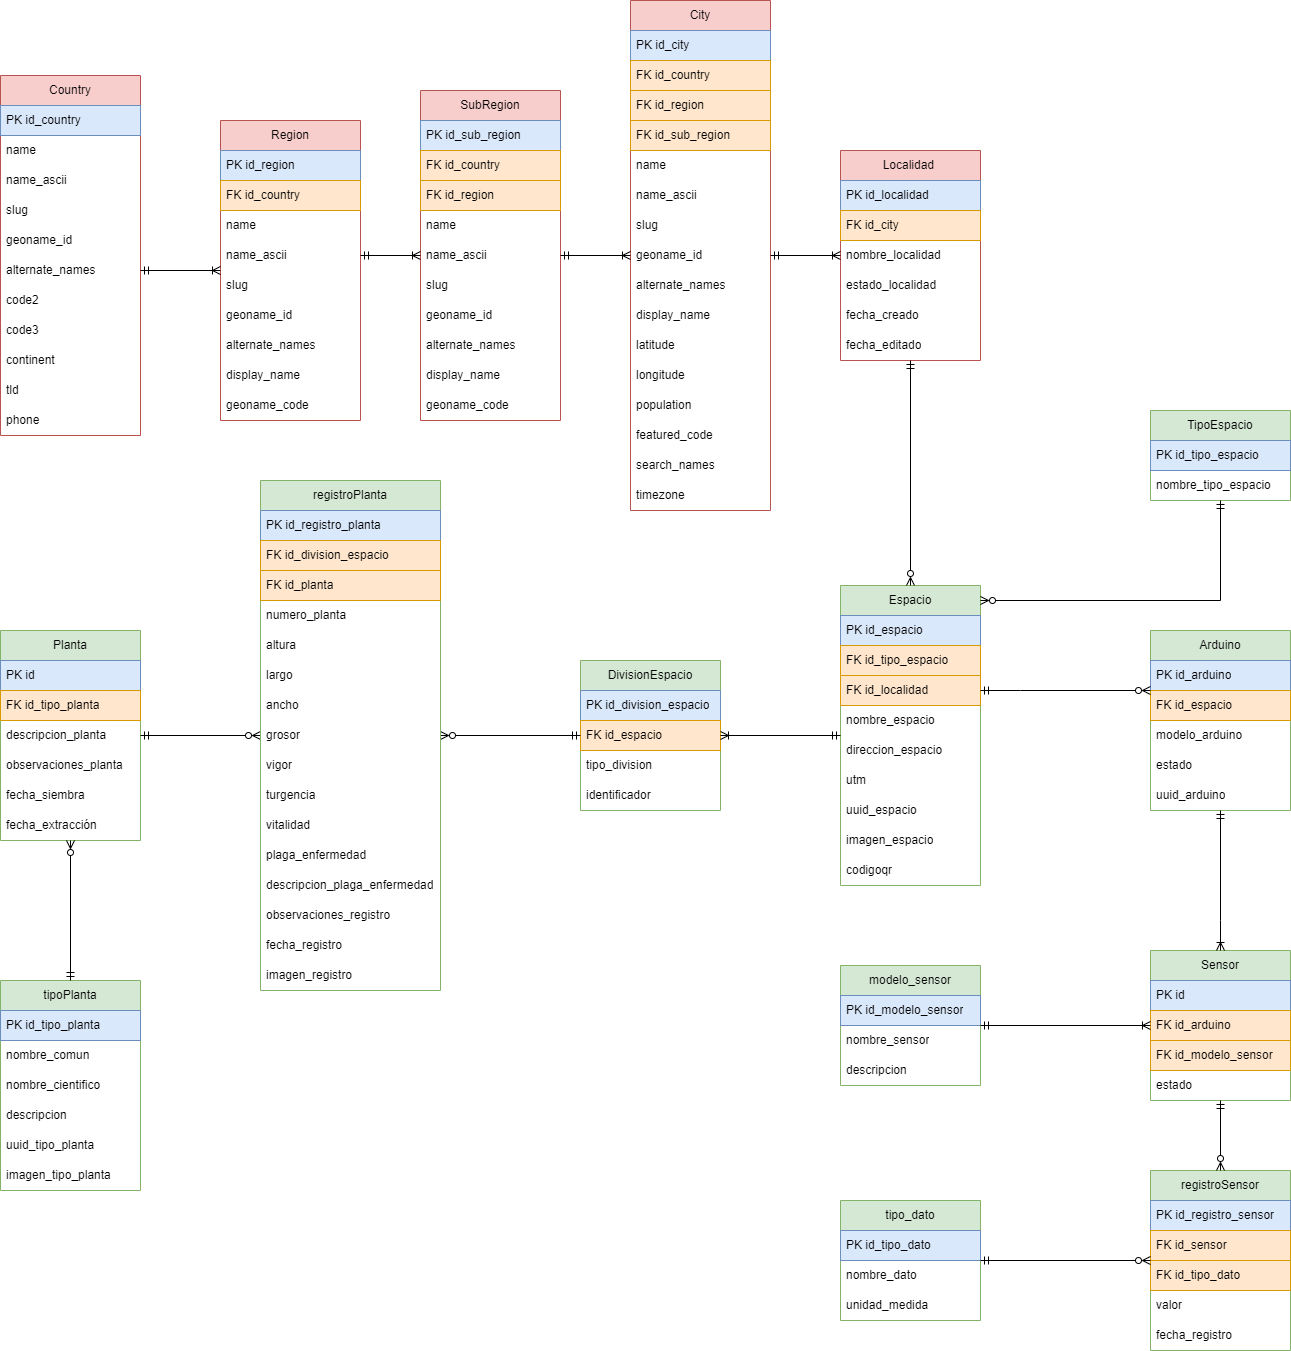 Country
PK id_country
name
name_ascii
slug
geoname_id
alternate_names
code2
code3
continent
tld
phone
Region
PK id_region
FK id_country
name
name_ascii
slug
geoname_id
alternate_names
display_name
geoname_code
SubRegion
PK id_sub_region
FK id_country
FK id_region
name
name_ascii
slug
geoname_id
alternate_names
display_name
geoname_code
City
PK id_city
FK id_country
FK id_region
FK id_sub_region
name
name_ascii
slug
geoname_id
alternate_names
display_name
latitude
longitude
population
featured_code
search_names
timezone
Localidad
PK id_localidad
FK id_city
nombre_localidad
estado_localidad
fecha_creado
fecha_editado
TipoEspacio
PK id_tipo_espacio
nombre_tipo_espacio
registroPlanta
PK id_registro_planta
FK id_division_espacio
FK id_planta
numero_planta
altura
largo
ancho
grosor
vigor
turgencia
vitalidad
plaga_enfermedad
descripcion_plaga_enfermedad
observaciones_registro
fecha_registro
imagen_registro
Planta
PK id
FK id_tipo_planta
descripcion_planta
observaciones_planta
fecha_siembra
fecha_extracción
DivisionEspacio
PK id_division_espacio
FK id_espacio
tipo_division
identificador
Espacio
PK id_espacio
FK id_tipo_espacio
FK id_localidad
nombre_espacio
direccion_espacio
utm
uuid_espacio
imagen_espacio
codigoqr
Arduino
PK id_arduino
FK id_espacio
modelo_arduino
estado
uuid_arduino
tipoPlanta
PK id_tipo_planta
nombre_comun
nombre_cientifico
descripcion
uuid_tipo_planta
imagen_tipo_planta
modelo_sensor
PK id_modelo_sensor
nombre_sensor
descripcion
Sensor
PK id
FK id_arduino
FK id_modelo_sensor
estado
tipo_dato
PK id_tipo_dato
nombre_dato
unidad_medida
registroSensor
PK id_registro_sensor
FK id_sensor
FK id_tipo_dato
valor
fecha_registro